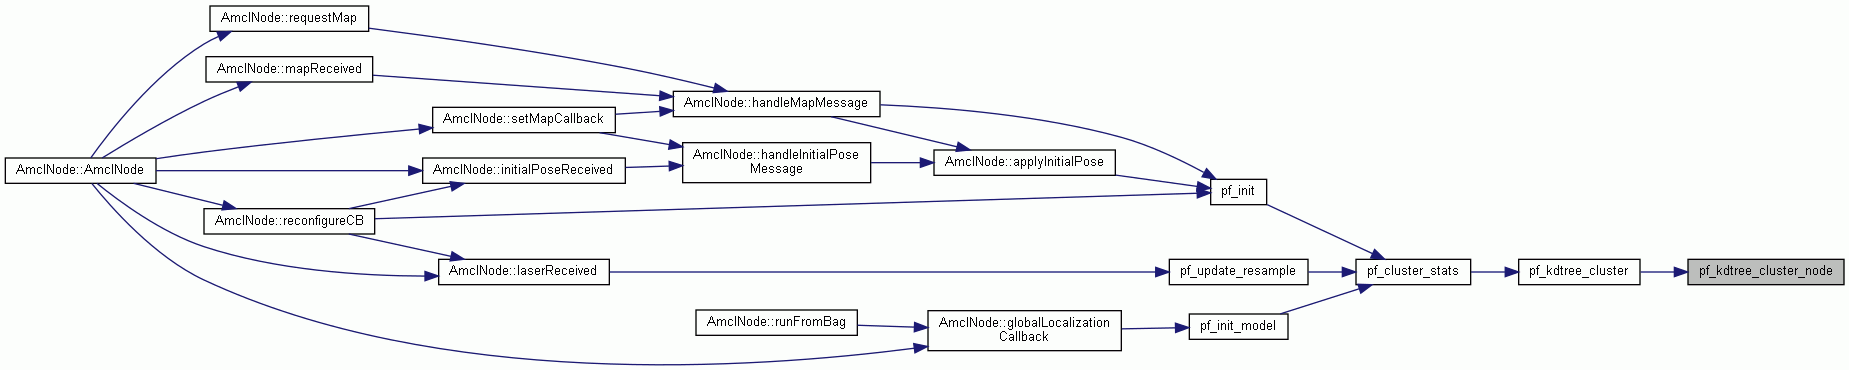 AmclNode::requestMap
AmclNode::mapReceived
AmclNode::handleMapMessage
AmclNode::setMapCallback
AmclNode::handleInitialPose
Message
AmclNode::applyInitialPose
AmclNode::AmclNode
AmclNode::initialPoseReceived
pf_init
AmclNode::reconfigureCB
AmclNode::laserReceived
pf_update_resample
pf_cluster_stats
pf_kdtree_cluster
pf_kdtree_cluster_node
AmclNode::runFromBag
AmclNode::globalLocalization
Callback
pf_init_model